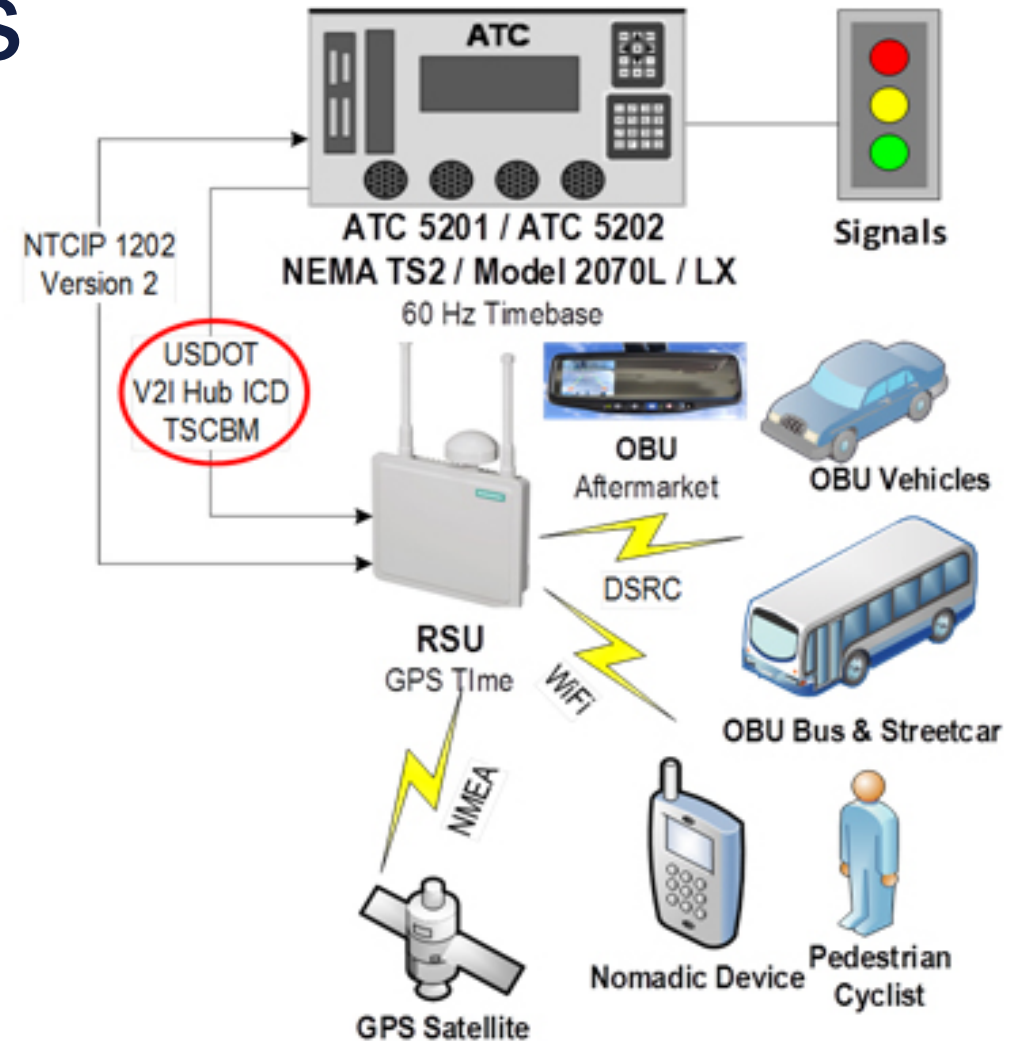 S
ATC
ATC 5201 / ATC 5202
NEMA TS2 / Model 2070L / LX
60 Hz Timebase
Signals
NTCIP 1202
Version 2
USDOT
V2I Hub ICD
TSCBM
OBU
Aftermarket
OBU Vehicles
DSRC
RSU
GPS TIme
WiFi
OBU Bus & Streetcar
NMEA
Nomadic Device
Pedestrian
Cyclist
GPS Satellite